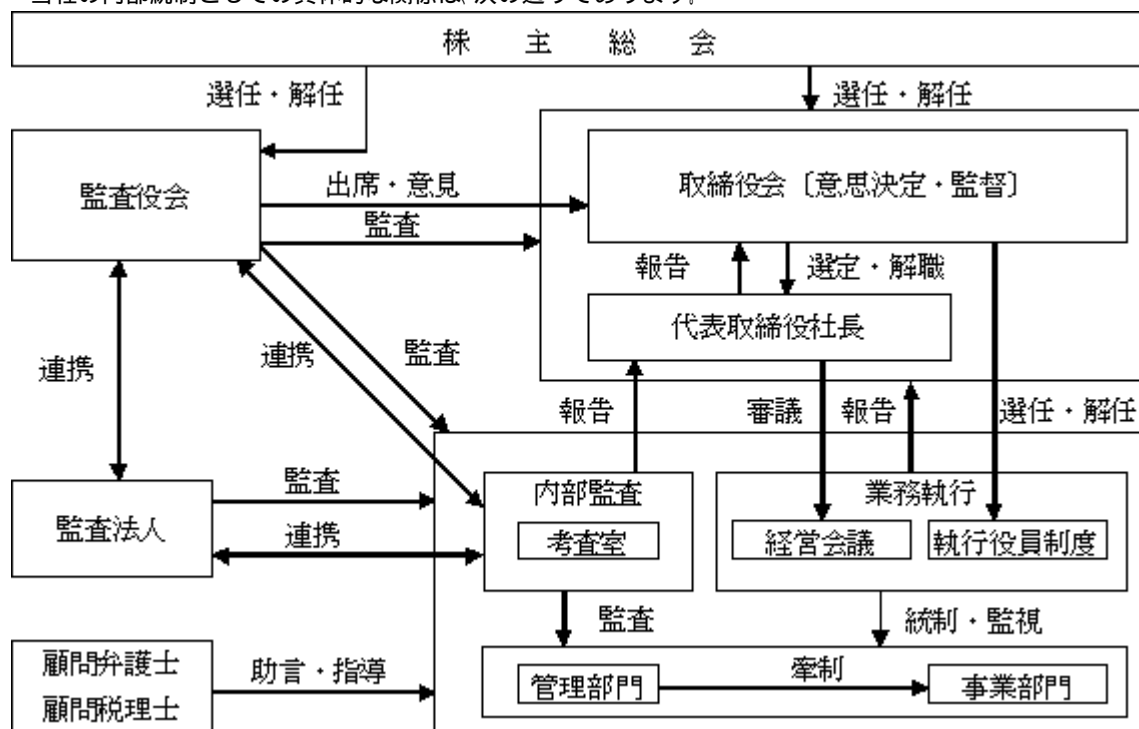 当社の内部統制としての具体的な関係は、次の通りであります。
株主総会
選任・解任
選任・解任
監査役会
出席・意見
監査
取締役会〔意思決定・監督〕
報告
選定・解職
代表取締役社長
連携
連携
監査
報告
審議
報告
選任・解任
監査法人
監査
連携
内部監査
考査室
業務執行
経営会議
執行役員制度
監査
統制・監視
顧問弁護士
顧問税理士
助言・指導
管理部門
牽制
事業部門